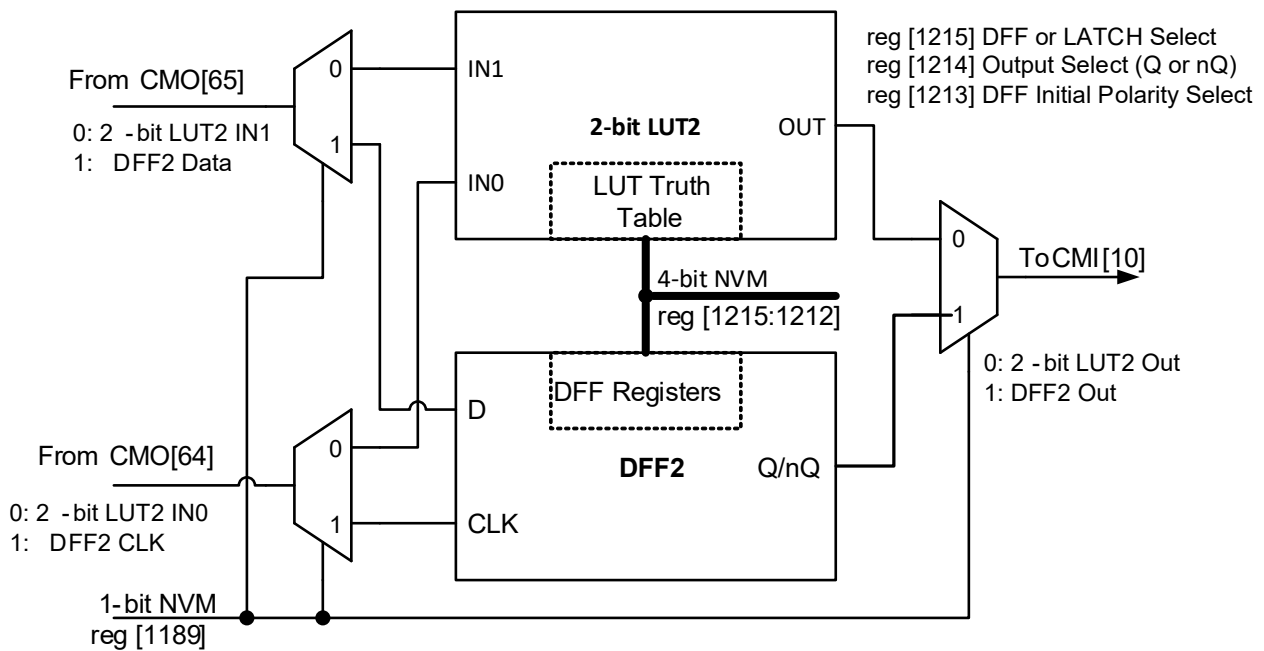 reg [1215] DFF or LATCH Select
reg [1214] Output Select (Q or nQ)
reg [1213] DFF Initial Polarity Select
From CMO[65]
0: 2 -bit LUT2 IN1
1: DFF2 Data
0
1
IN1
IN0
2-bit LUT2
OUT
LUT Truth
Table
4-bit NVM
reg [1215:1212]
0
1
To CMI [10]
0: 2 -bit LUT2 Out
1: DFF2 Out
From CMO[64]
0: 2 -bit LUT2 IN0
1: DFF2 CLK
0
1
D
CLK
DFF Registers
DFF2
Q/nQ
1-bit NVM
reg [1189]